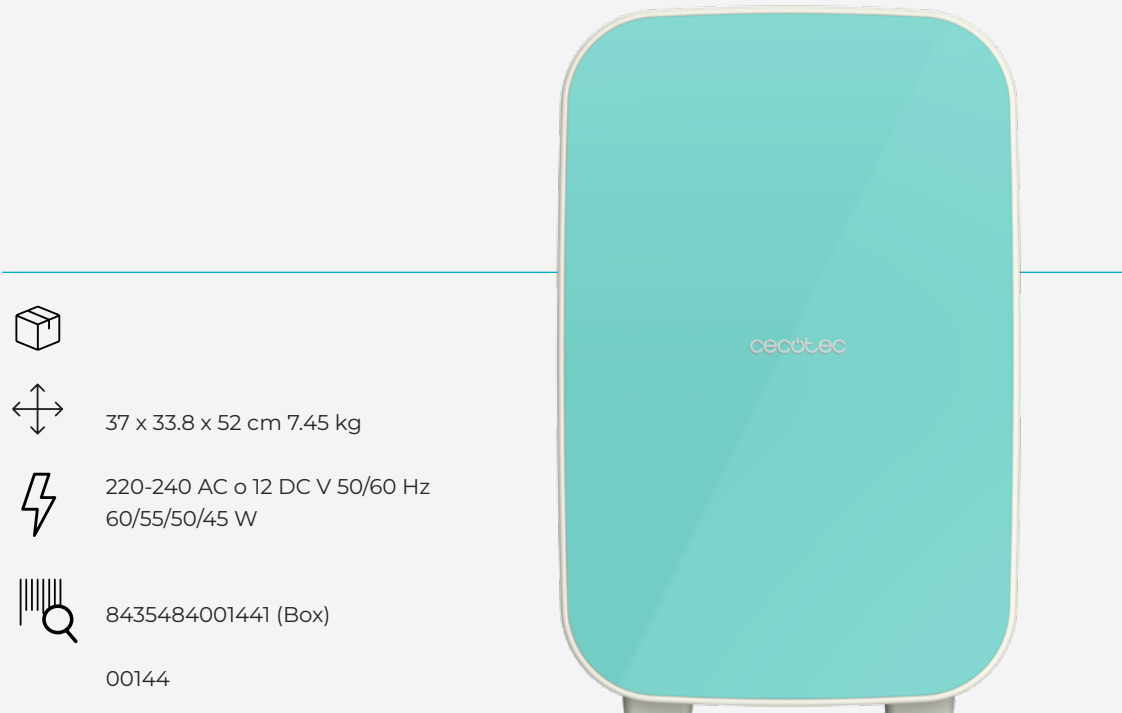 cecotec
37 x 33.8 x 52 cm 7.45 kg
220-240 AC o 12 DC V 50/60 Hz
60/55/50/45 W
8435484001441 (Box)
00144